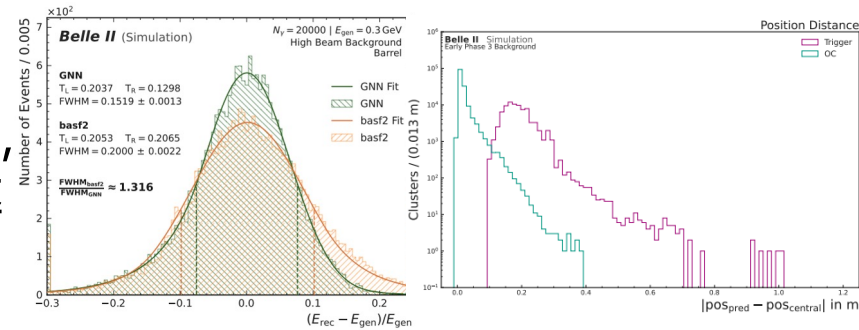 ×10²
Belle II (Simulation)
Nγ = 20000 | E_gen = 0.3 GeV
High Beam Background
Barrel
GNN
T_L = 0.2037 T_R = 0.1298
FWHM = 0.1519 ± 0.0013
basf2
T_L = 0.2053 T_R = 0.2065
FWHM = 0.2000 ± 0.0022
FWHM_basf2 / FWHM_GNN ≈ 1.316
GNN Fit
GNN
basf2 Fit
basf2
Number of Events / 0.005
7
6
5
4
3
2
1
0
−0.3 −0.2 −0.1 0.0 0.1 0.2
(E_rec − E_gen)/E_gen
Position Distance
Belle II Simulation
Early Phase 3 Background
Trigger
OC
Clusters / (0.013 m)
10⁶
10⁵
10⁴
10³
10²
10¹
10⁰
10⁻¹
0.0 0.2 0.4 0.6 0.8 1.0 1.2
|pos_pred − pos_central| in m